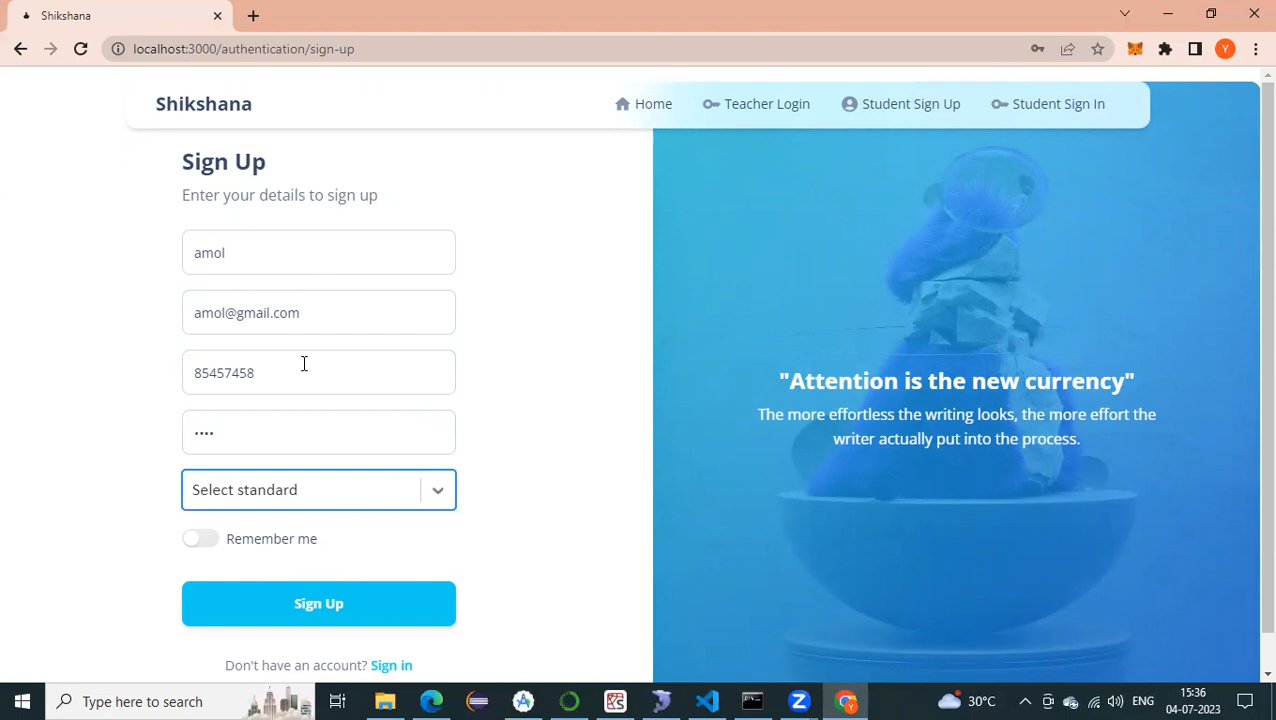 Shikshana
localhost:3000/authentication/sign-up
Y
Shikshana
Home
Teacher Login
Student Sign Up
Student Sign In
Sign Up
Enter your details to sign up
amol
amol@gmail.com
85457458
••••
Select standard
Remember me
Sign Up
Don't have an account? Sign in
"Attention is the new currency"
The more effortless the writing looks, the more effort the
writer actually put into the process.
Type here to search
30°C
ENG
15:36
04-07-2023